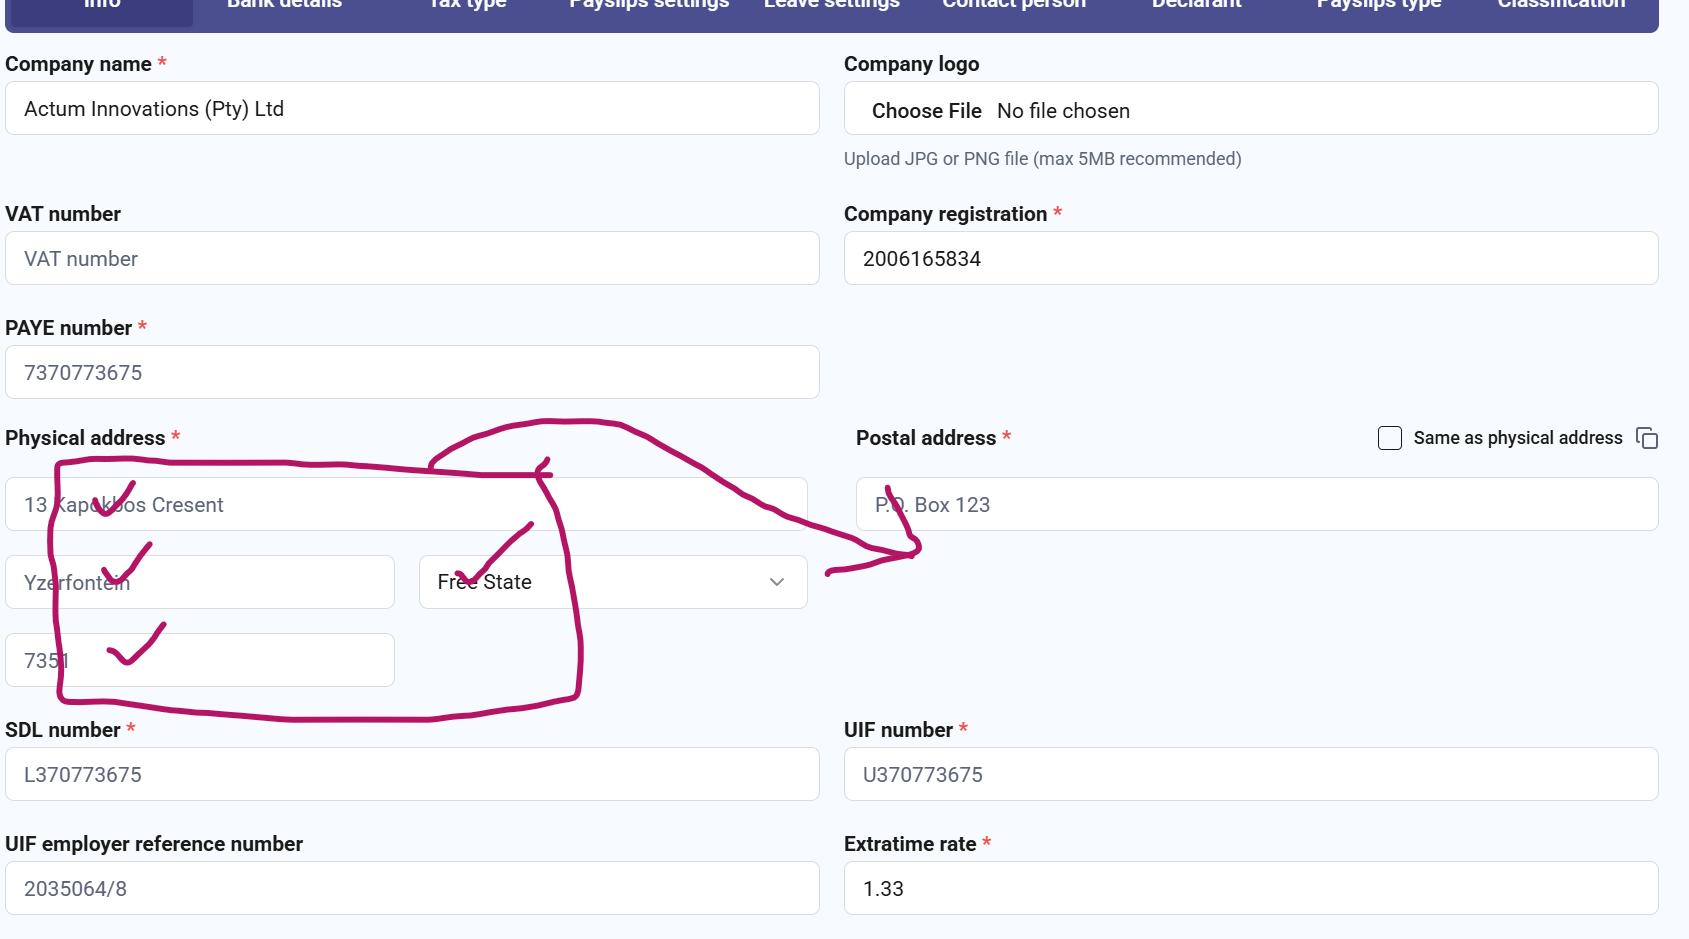 Info Bank details Tax type Payslips settings Leave settings Contact person Declarant Payslips type Classification
Company name * Company logo
Actum Innovations (Pty) Ltd Choose File No file chosen
Upload JPG or PNG file (max 5MB recommended)
VAT number Company registration *
VAT number 2006165834
PAYE number *
7370773675
Physical address * Postal address * Same as physical address
13 Kapokbos Cresent P.O. Box 123
Yzerfontein Free State
7351
SDL number * UIF number *
L370773675 U370773675
UIF employer reference number Extratime rate *
2035064/8 1.33